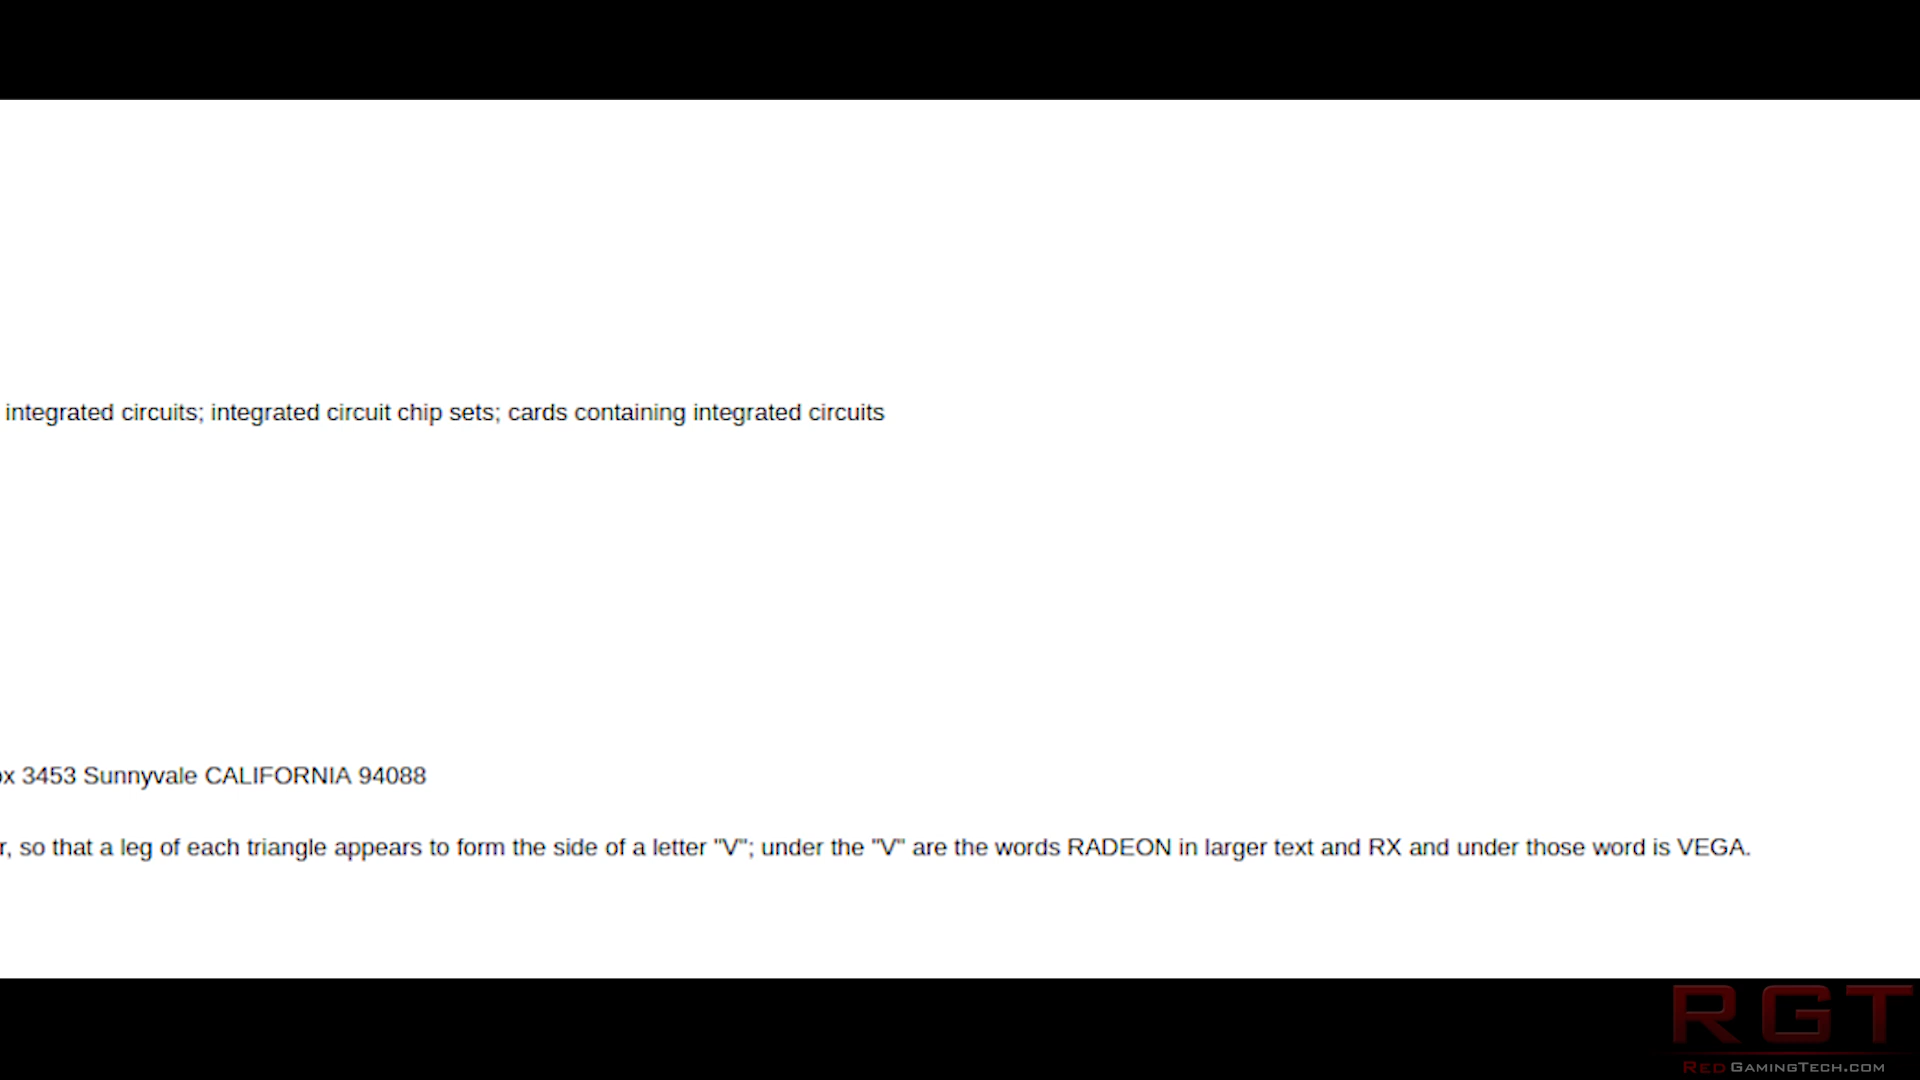 integrated circuits; integrated circuit chip sets; cards containing integrated circuits
3453 Sunnyvale CALIFORNIA 94088
so that a leg of each triangle appears to form the side of a letter "V"; under the "V" are the words RADEON in larger text and RX and under those word is VEGA.
RGT
REDGAMINGTECH.COM